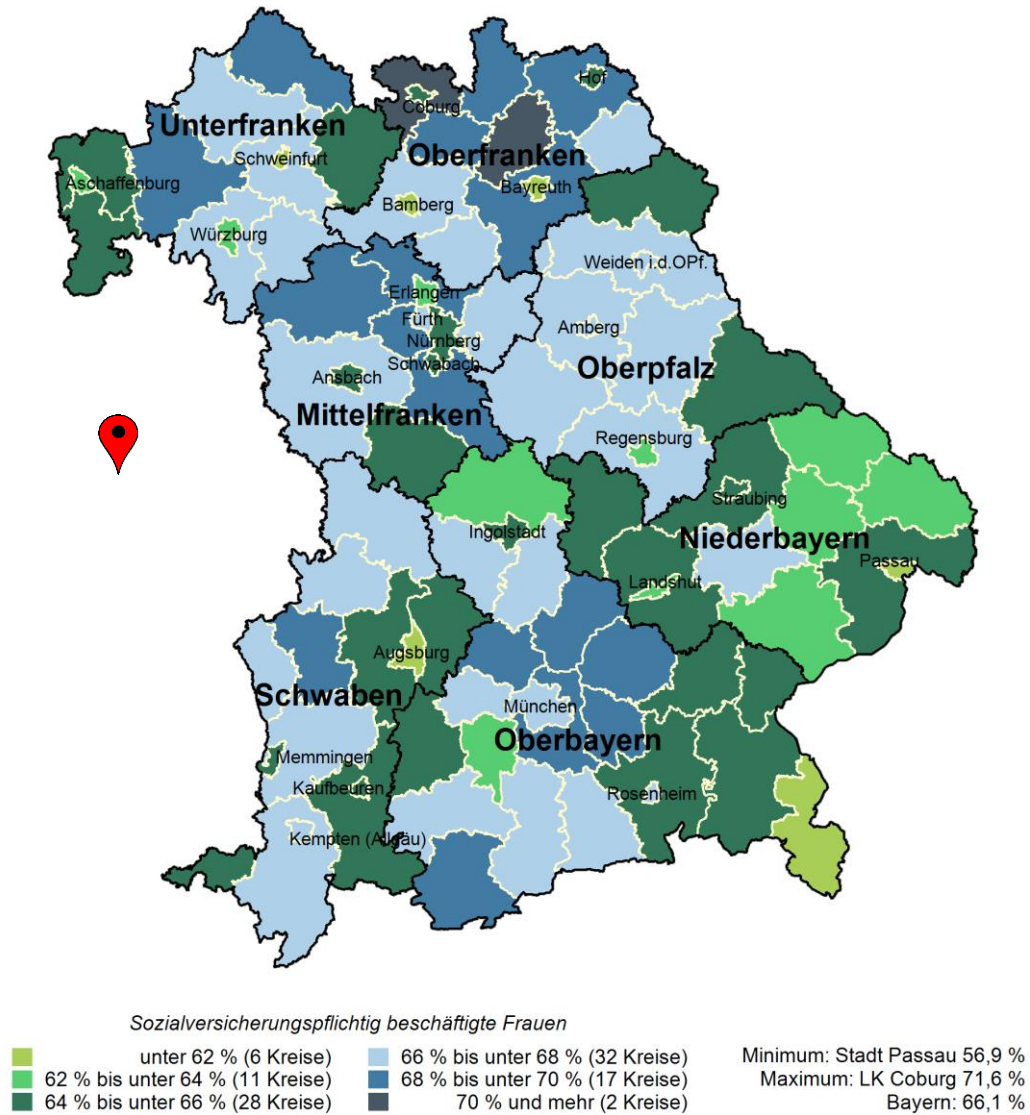 Hof
Coburg
Unterfranken
Oberfranken
Schweinfurt
Aschaffenburg
Bayreuth
Bamberg
Würzburg
Weiden i.d.OPf.
Erlangen
Fürth
Amberg
Nürnberg
Schwabach
Oberpfalz
Ansbach
Mittelfranken
Regensburg
Straubing
Ingolstadt
Niederbayern
Passau
Landshut
Augsburg
Schwaben
München
Oberbayern
Memmingen
Kaufbeuren
Rosenheim
Kempten (Allgäu)
Sozialversicherungspflichtig beschäftigte Frauen
unter 62 % (6 Kreise)
62 % bis unter 64 % (11 Kreise)
64 % bis unter 66 % (28 Kreise)
66 % bis unter 68 % (32 Kreise)
68 % bis unter 70 % (17 Kreise)
70 % und mehr (2 Kreise)
Minimum: Stadt Passau 56,9 %
Maximum: LK Coburg 71,6 %
Bayern: 66,1 %